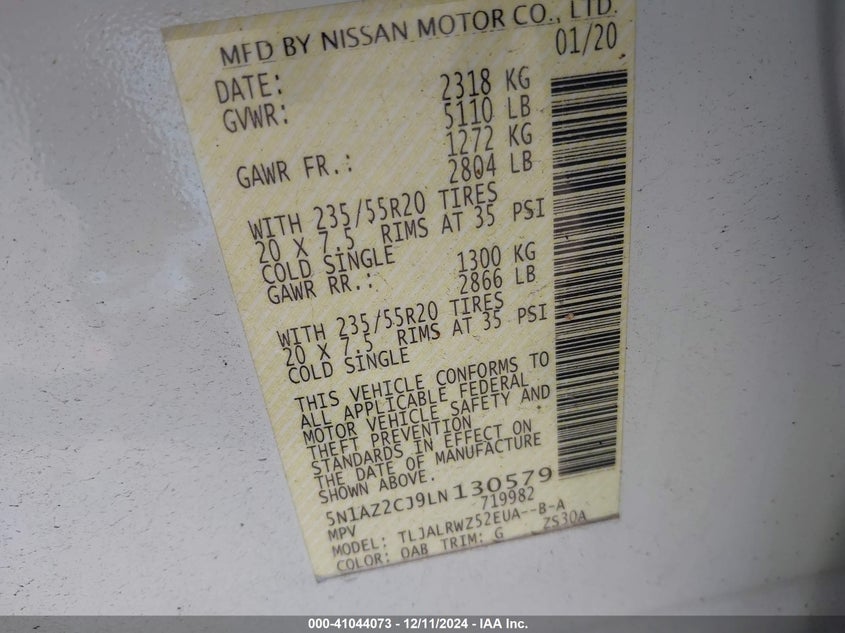 MFD BY NISSAN MOTOR CO., LTD.
DATE: 01/20
GVWR: 2318 KG
5110 LB
GAWR FR.: 1272 KG
2804 LB
WITH 235/55R20 TIRES
20 X 7.5 RIMS AT 35 PSI
COLD SINGLE
GAWR RR.: 1300 KG
2866 LB
WITH 235/55R20 TIRES
20 X 7.5 RIMS AT 35 PSI
COLD SINGLE
THIS VEHICLE CONFORMS TO
ALL APPLICABLE FEDERAL
MOTOR VEHICLE SAFETY AND
THEFT PREVENTION
STANDARDS IN EFFECT ON
THE DATE OF MANUFACTURE
SHOWN ABOVE.
5N1AZ2CJ9LN130579
MPV 719982
MODEL: TLJALRWZ52EUA--B-A
COLOR: OAB TRIM: G ZS30A
000-41044073 - 12/11/2024 - IAA Inc.